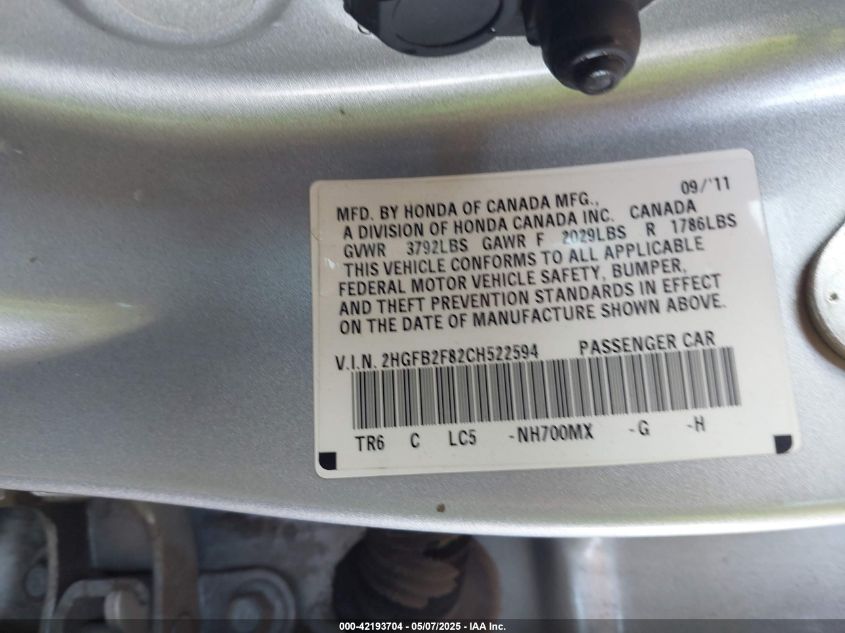 09/'11
MFD. BY HONDA OF CANADA MFG.,
A DIVISION OF HONDA CANADA INC. CANADA
GVWR 3792LBS GAWR F 2029LBS R 1786LBS
THIS VEHICLE CONFORMS TO ALL APPLICABLE
FEDERAL MOTOR VEHICLE SAFETY, BUMPER,
AND THEFT PREVENTION STANDARDS IN EFFECT
ON THE DATE OF MANUFACTURE SHOWN ABOVE.
V.I.N. 2HGFB2F82CH522594 PASSENGER CAR
TR6 C LC5 -NH700MX -G -H
000-42193704 - 05/07/2025 - IAA Inc.